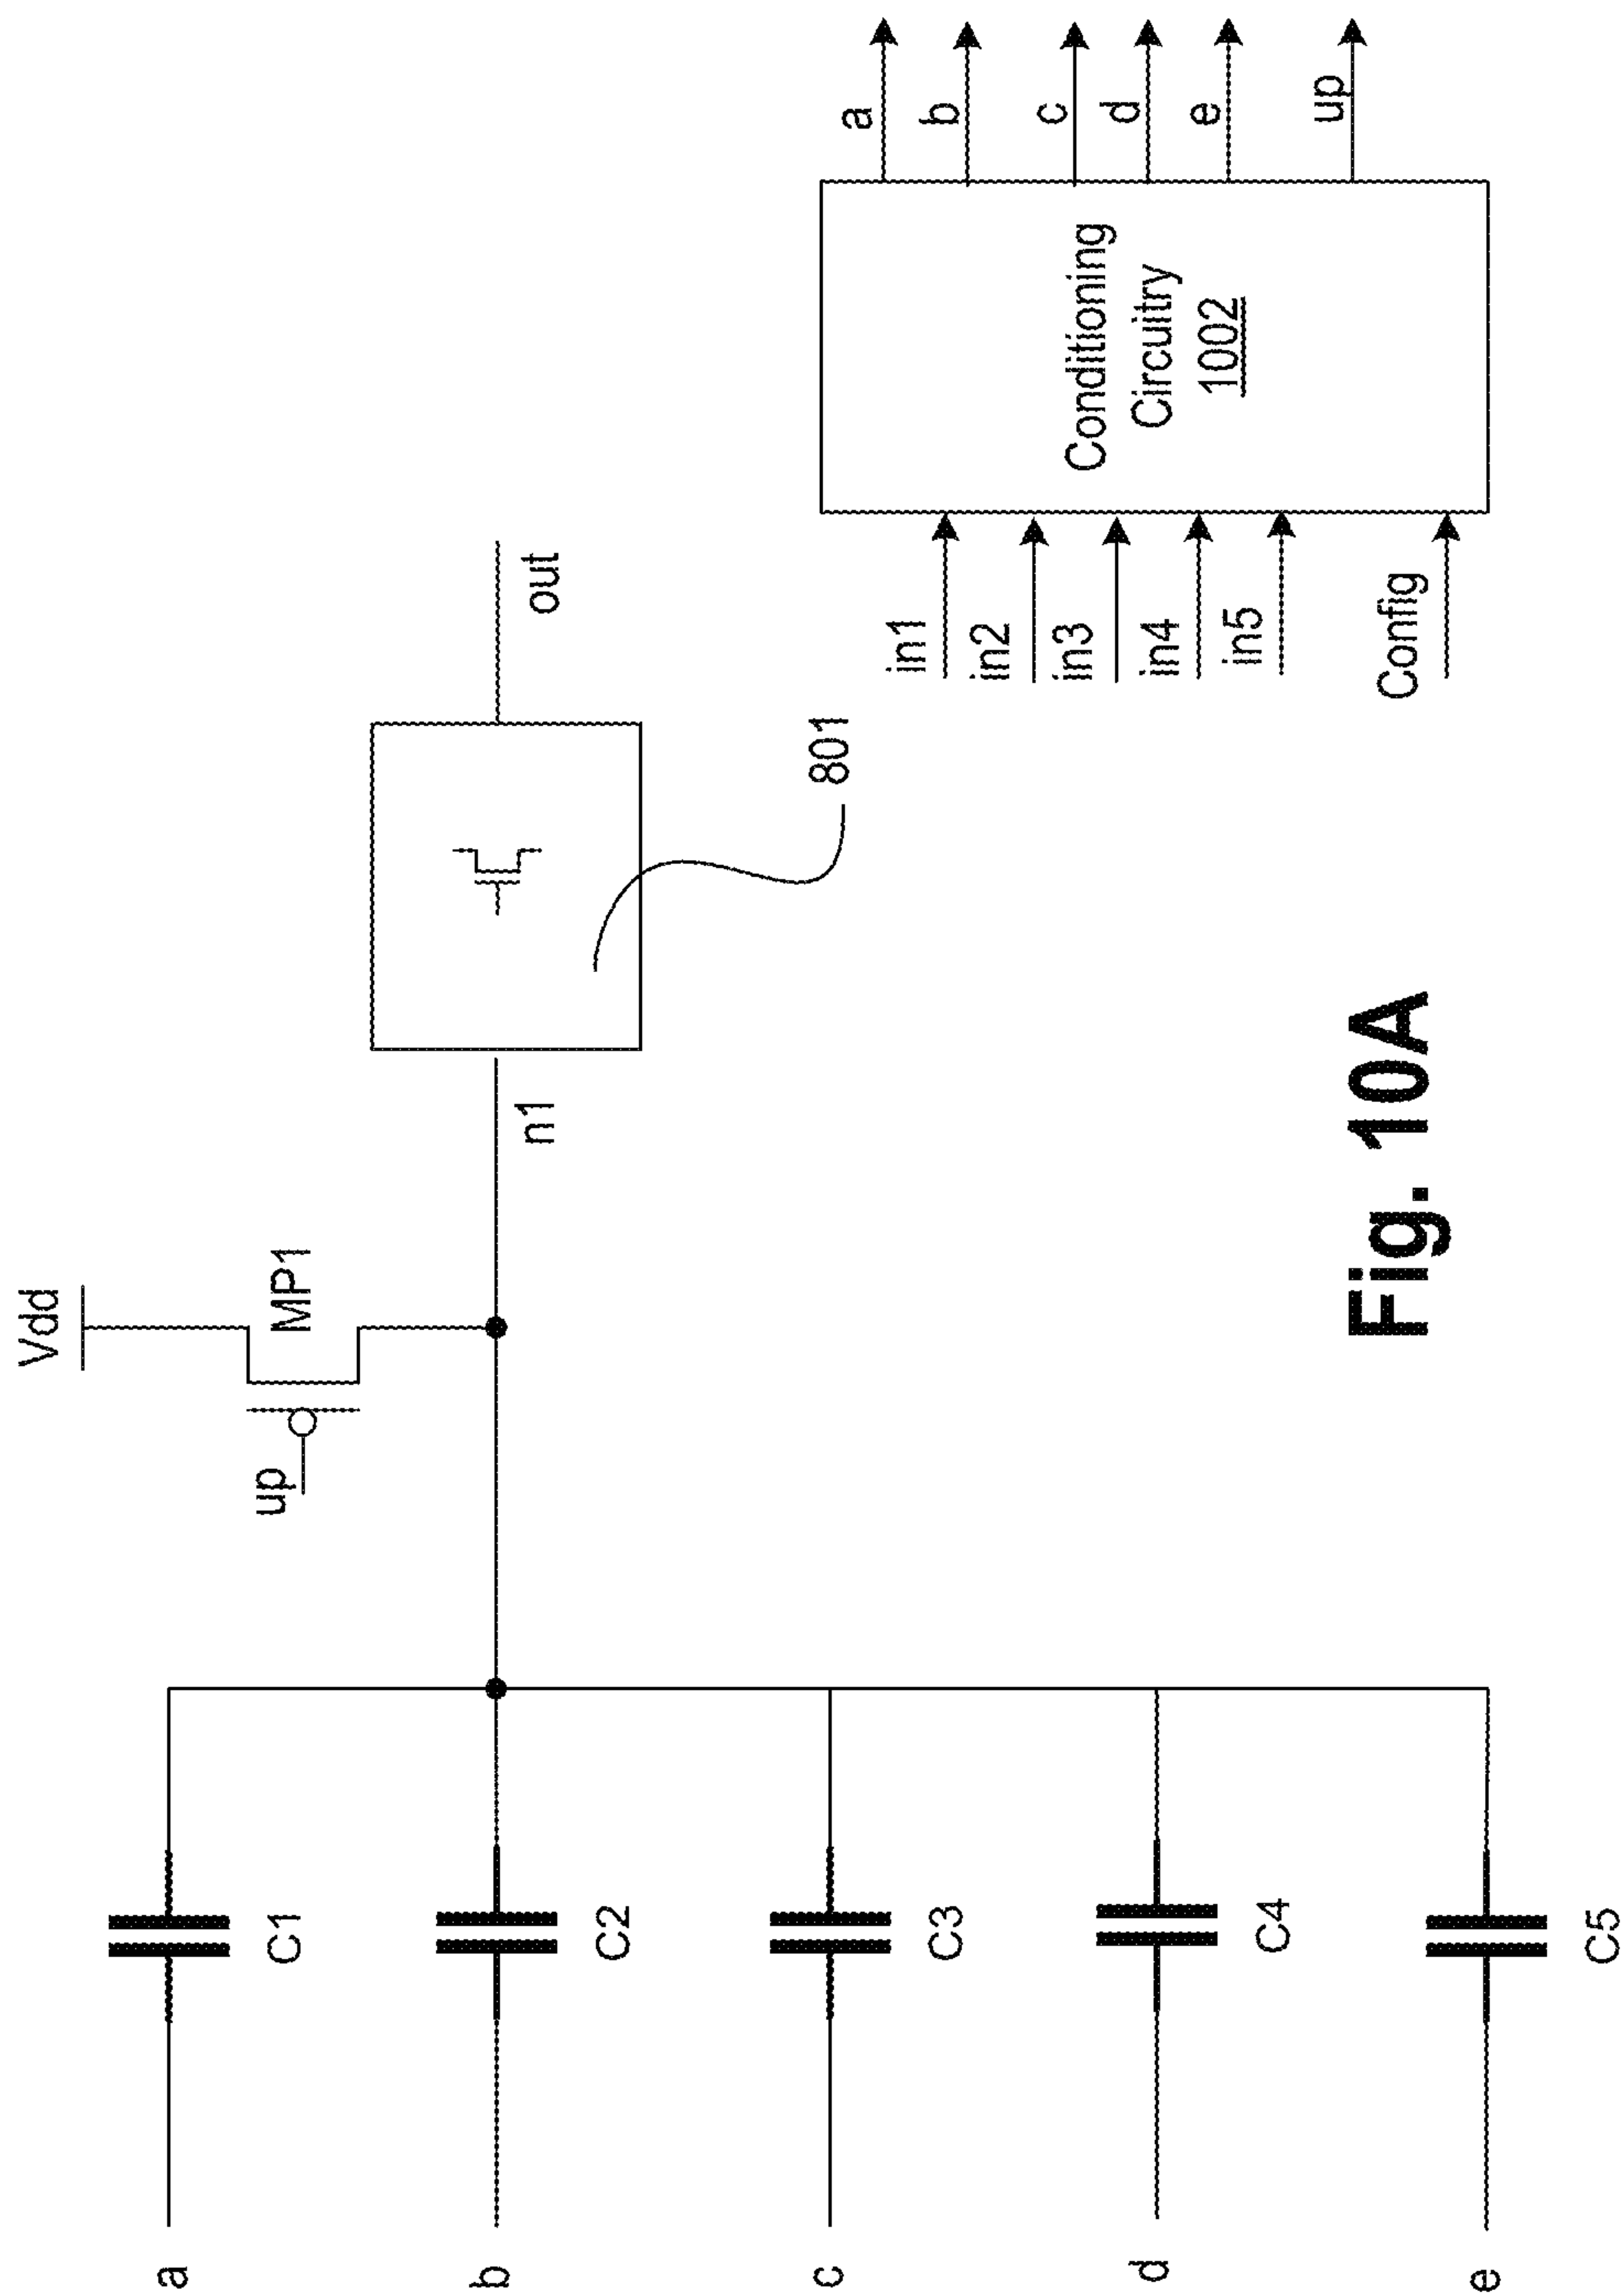 Vdd
up
MP1
a
C1
b
C2
c
C3
d
C4
e
C5
n1
out
801
in1
in2
in3
in4
in5
Config
Conditioning
Circuitry
1002
a
b
c
d
e
up
Fig. 10A